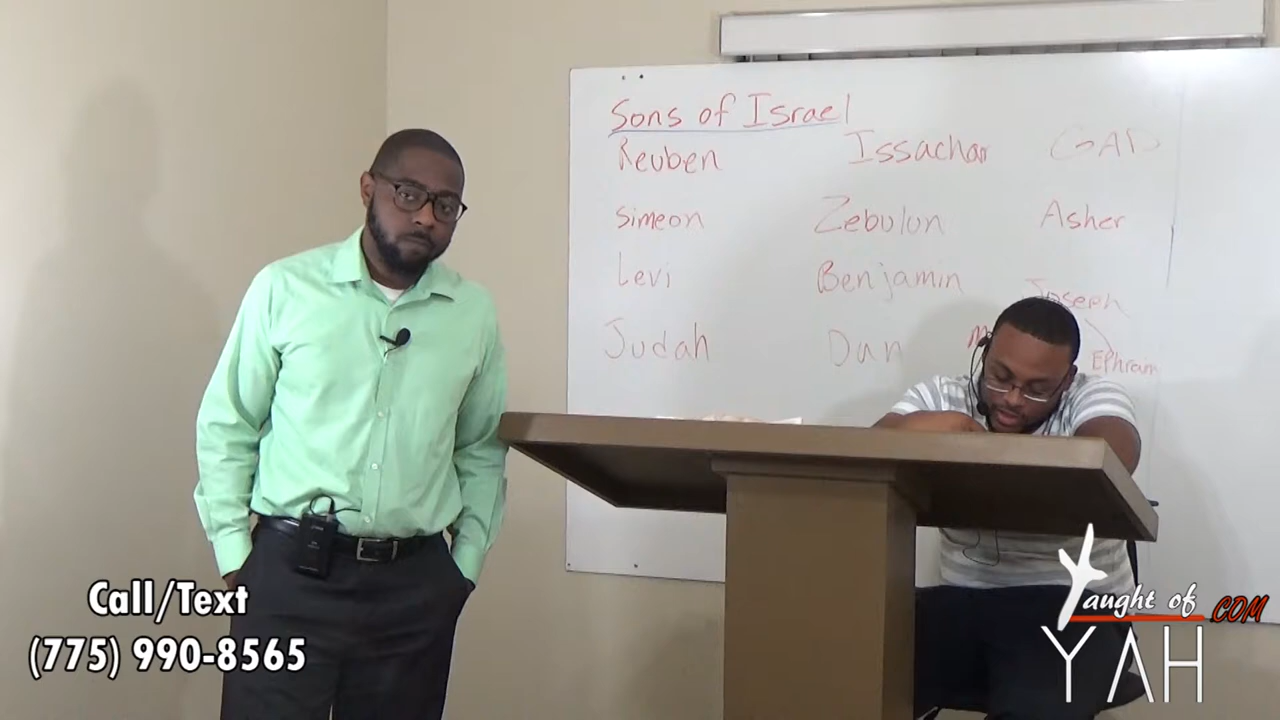 Sons of Israel
Reuben Issachar GAD
Simeon Zebulun Asher
Levi Benjamin Joseph
Judah Dan
Ephram
Call/Text
(775) 990-8565
Taught of .COM
YAH